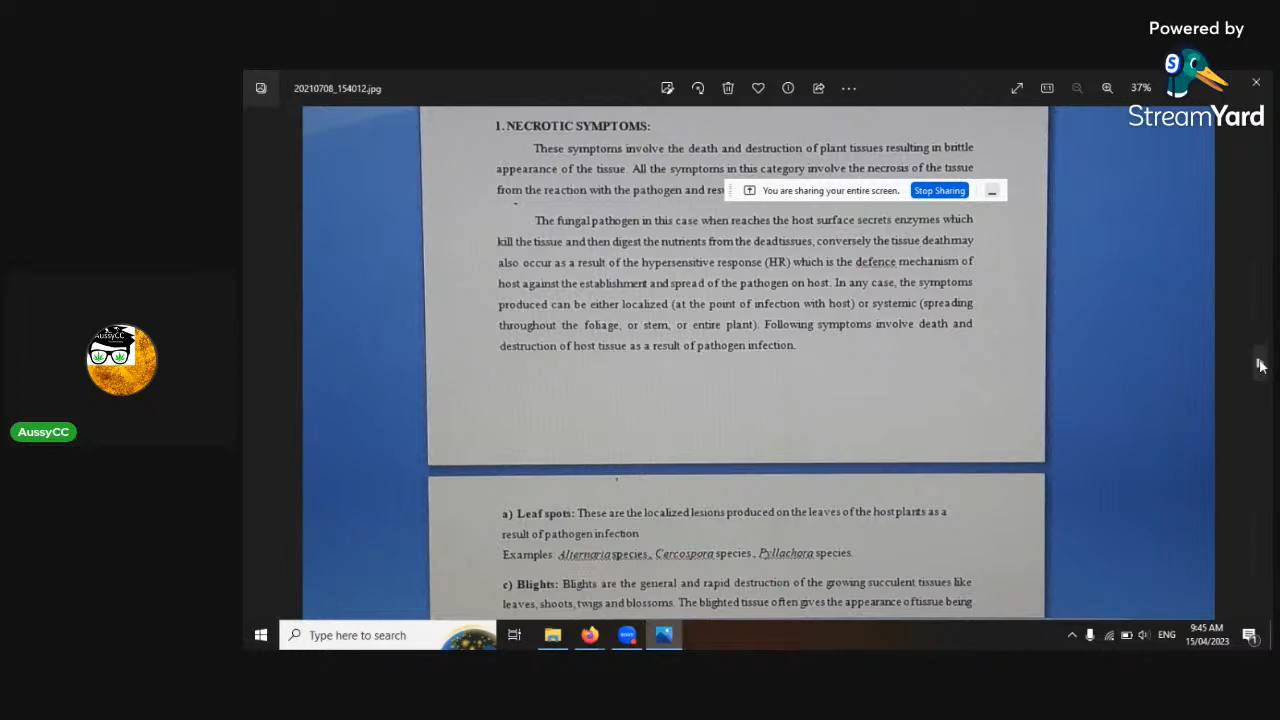 Powered by
StreamYard
20210708_154012.jpg
37%
1. NECROTIC SYMPTOMS:
These symptoms involve the death and destruction of plant tissues resulting in brittle
appearance of the tissue. All the symptoms in this category involve the necrosis of the tissue
from the reaction with the pathogen and
You are sharing your entire screen.
Stop Sharing
The fungal pathogen in this case when reaches the host surface secrets enzymes which
kill the tissue and then digest the nutrients from the deadtissues, conversely the tissue deathmay
also occur as a result of the hypersensitive response (HR) which is the defence mechanism of
host against the establishment and spread of the pathogen on host. In any case, the symptoms
produced can be either localized (at the point of infection with host) or systemic (spreading
throughout the foliage, or stem, or entire plant). Following symptoms involve death and
destruction of host tissue as a result of pathogen infection.
a) Leaf spots: These are the localized lesions produced on the leaves of the host plants as a
result of pathogen infection
Examples: Alternaria species, Cercospora species, Pyllachora species.
c) Blights: Blights are the general and rapid destruction of the growing succulent tissues like
leaves, shoots, twigs and blossoms. The blighted tissue often gives the appearance of tissue being
AussyCC
AussyCC
Type here to search
ENG
9:45 AM
15/04/2023